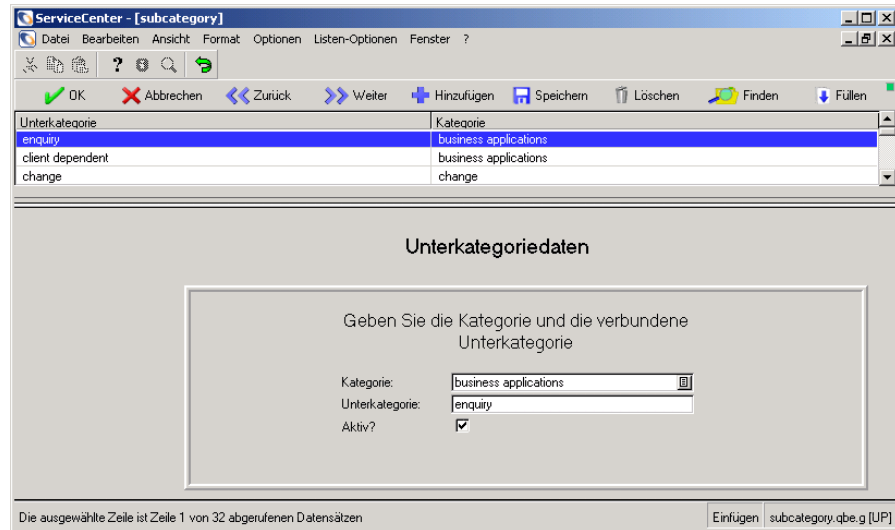 ServiceCenter - [subcategory]
Datei Bearbeiten Ansicht Format Optionen Listen-Optionen Fenster ?
OK Abbrechen Zurück Weiter Hinzufügen Speichern Löschen Finden Füllen
Unterkategorie Kategorie
enquiry business applications
client dependent business applications
change change
Unterkategoriedaten
Geben Sie die Kategorie und die verbundene
Unterkategorie
Kategorie: business applications
Unterkategorie: enquiry
Aktiv?
Die ausgewählte Zeile ist Zeile 1 von 32 abgerufenen Datensätzen Einfügen subcategory.qbe.g [UP]